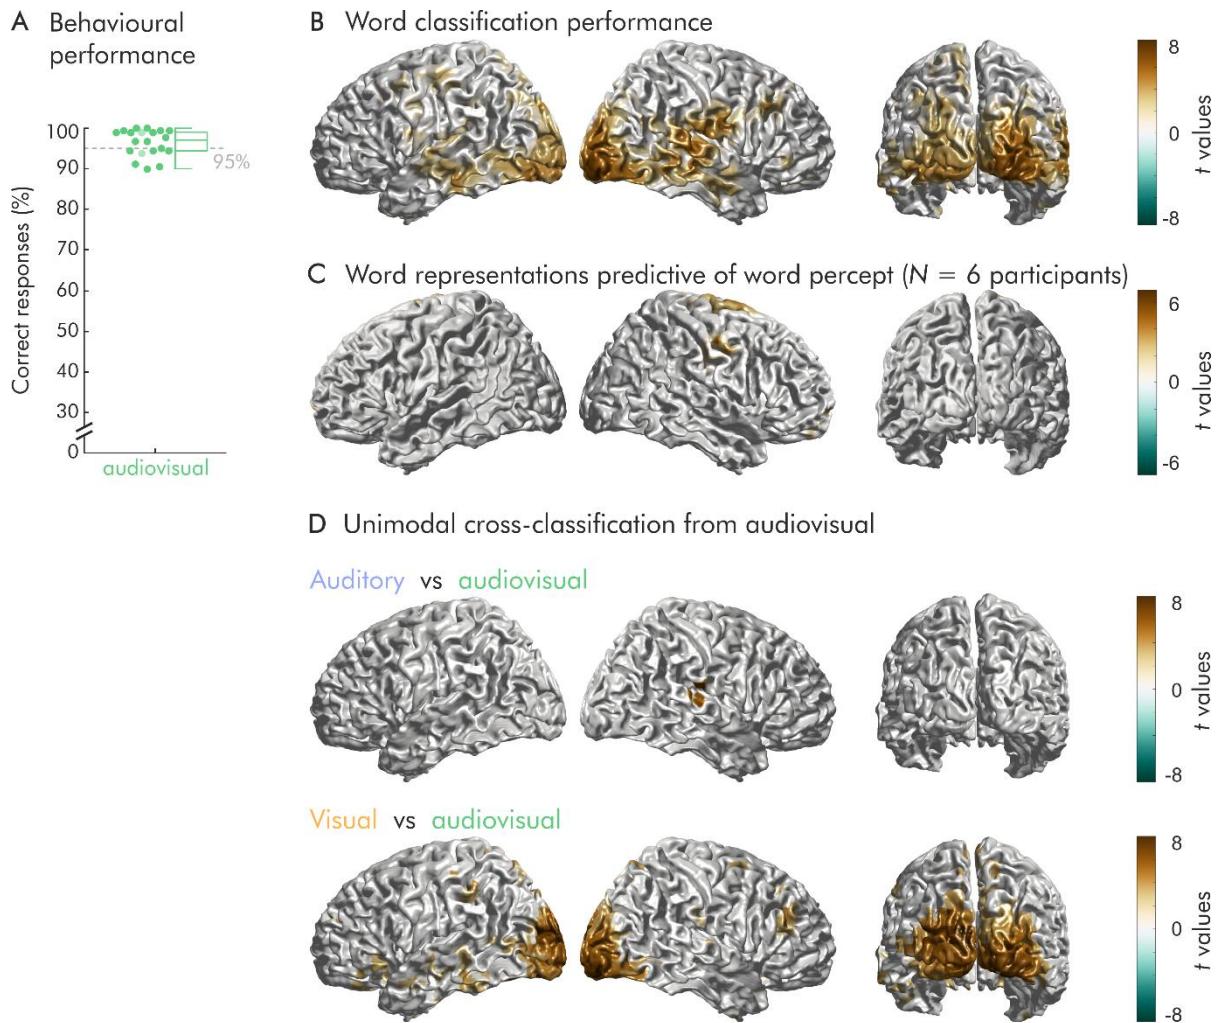 A Behavioural
performance
Correct responses (%)
100
90
80
70
60
50
40
30
0
95%
audiovisual
B Word classification performance
8
0
-8
t values
C Word representations predictive of word percept (N = 6 participants)
6
0
-6
t values
D Unimodal cross-classification from audiovisual
Auditory vs audiovisual
8
0
-8
t values
Visual vs audiovisual
8
0
-8
t values